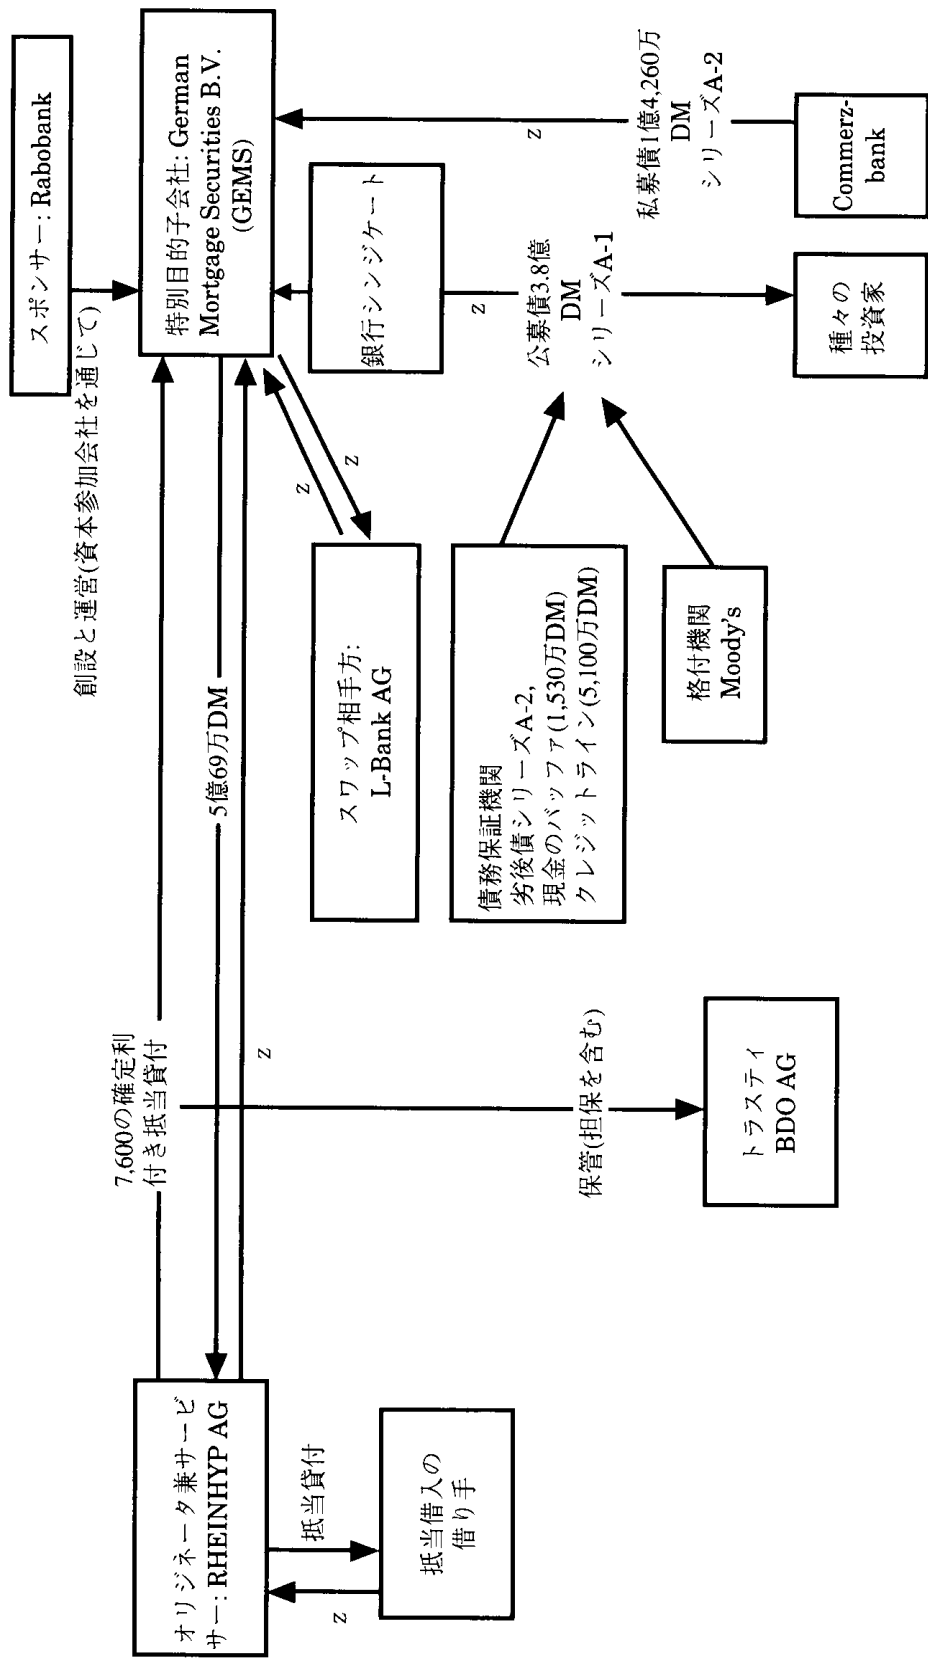 スポンサー: Rabobank
創設と運営(資本参加会社を通じて)
特別目的子会社: German
Mortgage Securities B.V.
(GEMS)
7,600の確定利
付き抵当貸付
5億69万DM
z
オリジネータ兼サービ
サー: RHEINHYP AG
抵当貸付
z
抵当借入の
借り手
保管(担保を含む)
トラスティ
BDO AG
z
z
スワップ相手方:
L-Bank AG
債務保証機関
劣後債シリーズA-2,
現金のバッファ(1,530万DM)
クレジットライン(5,100万DM)
格付機関
Moody's
銀行シンジケート
z
公募債3.8億
DM
シリーズA-1
種々の
投資家
z
私募債1億4,260万
DM
シリーズA-2
Commerz-
bank